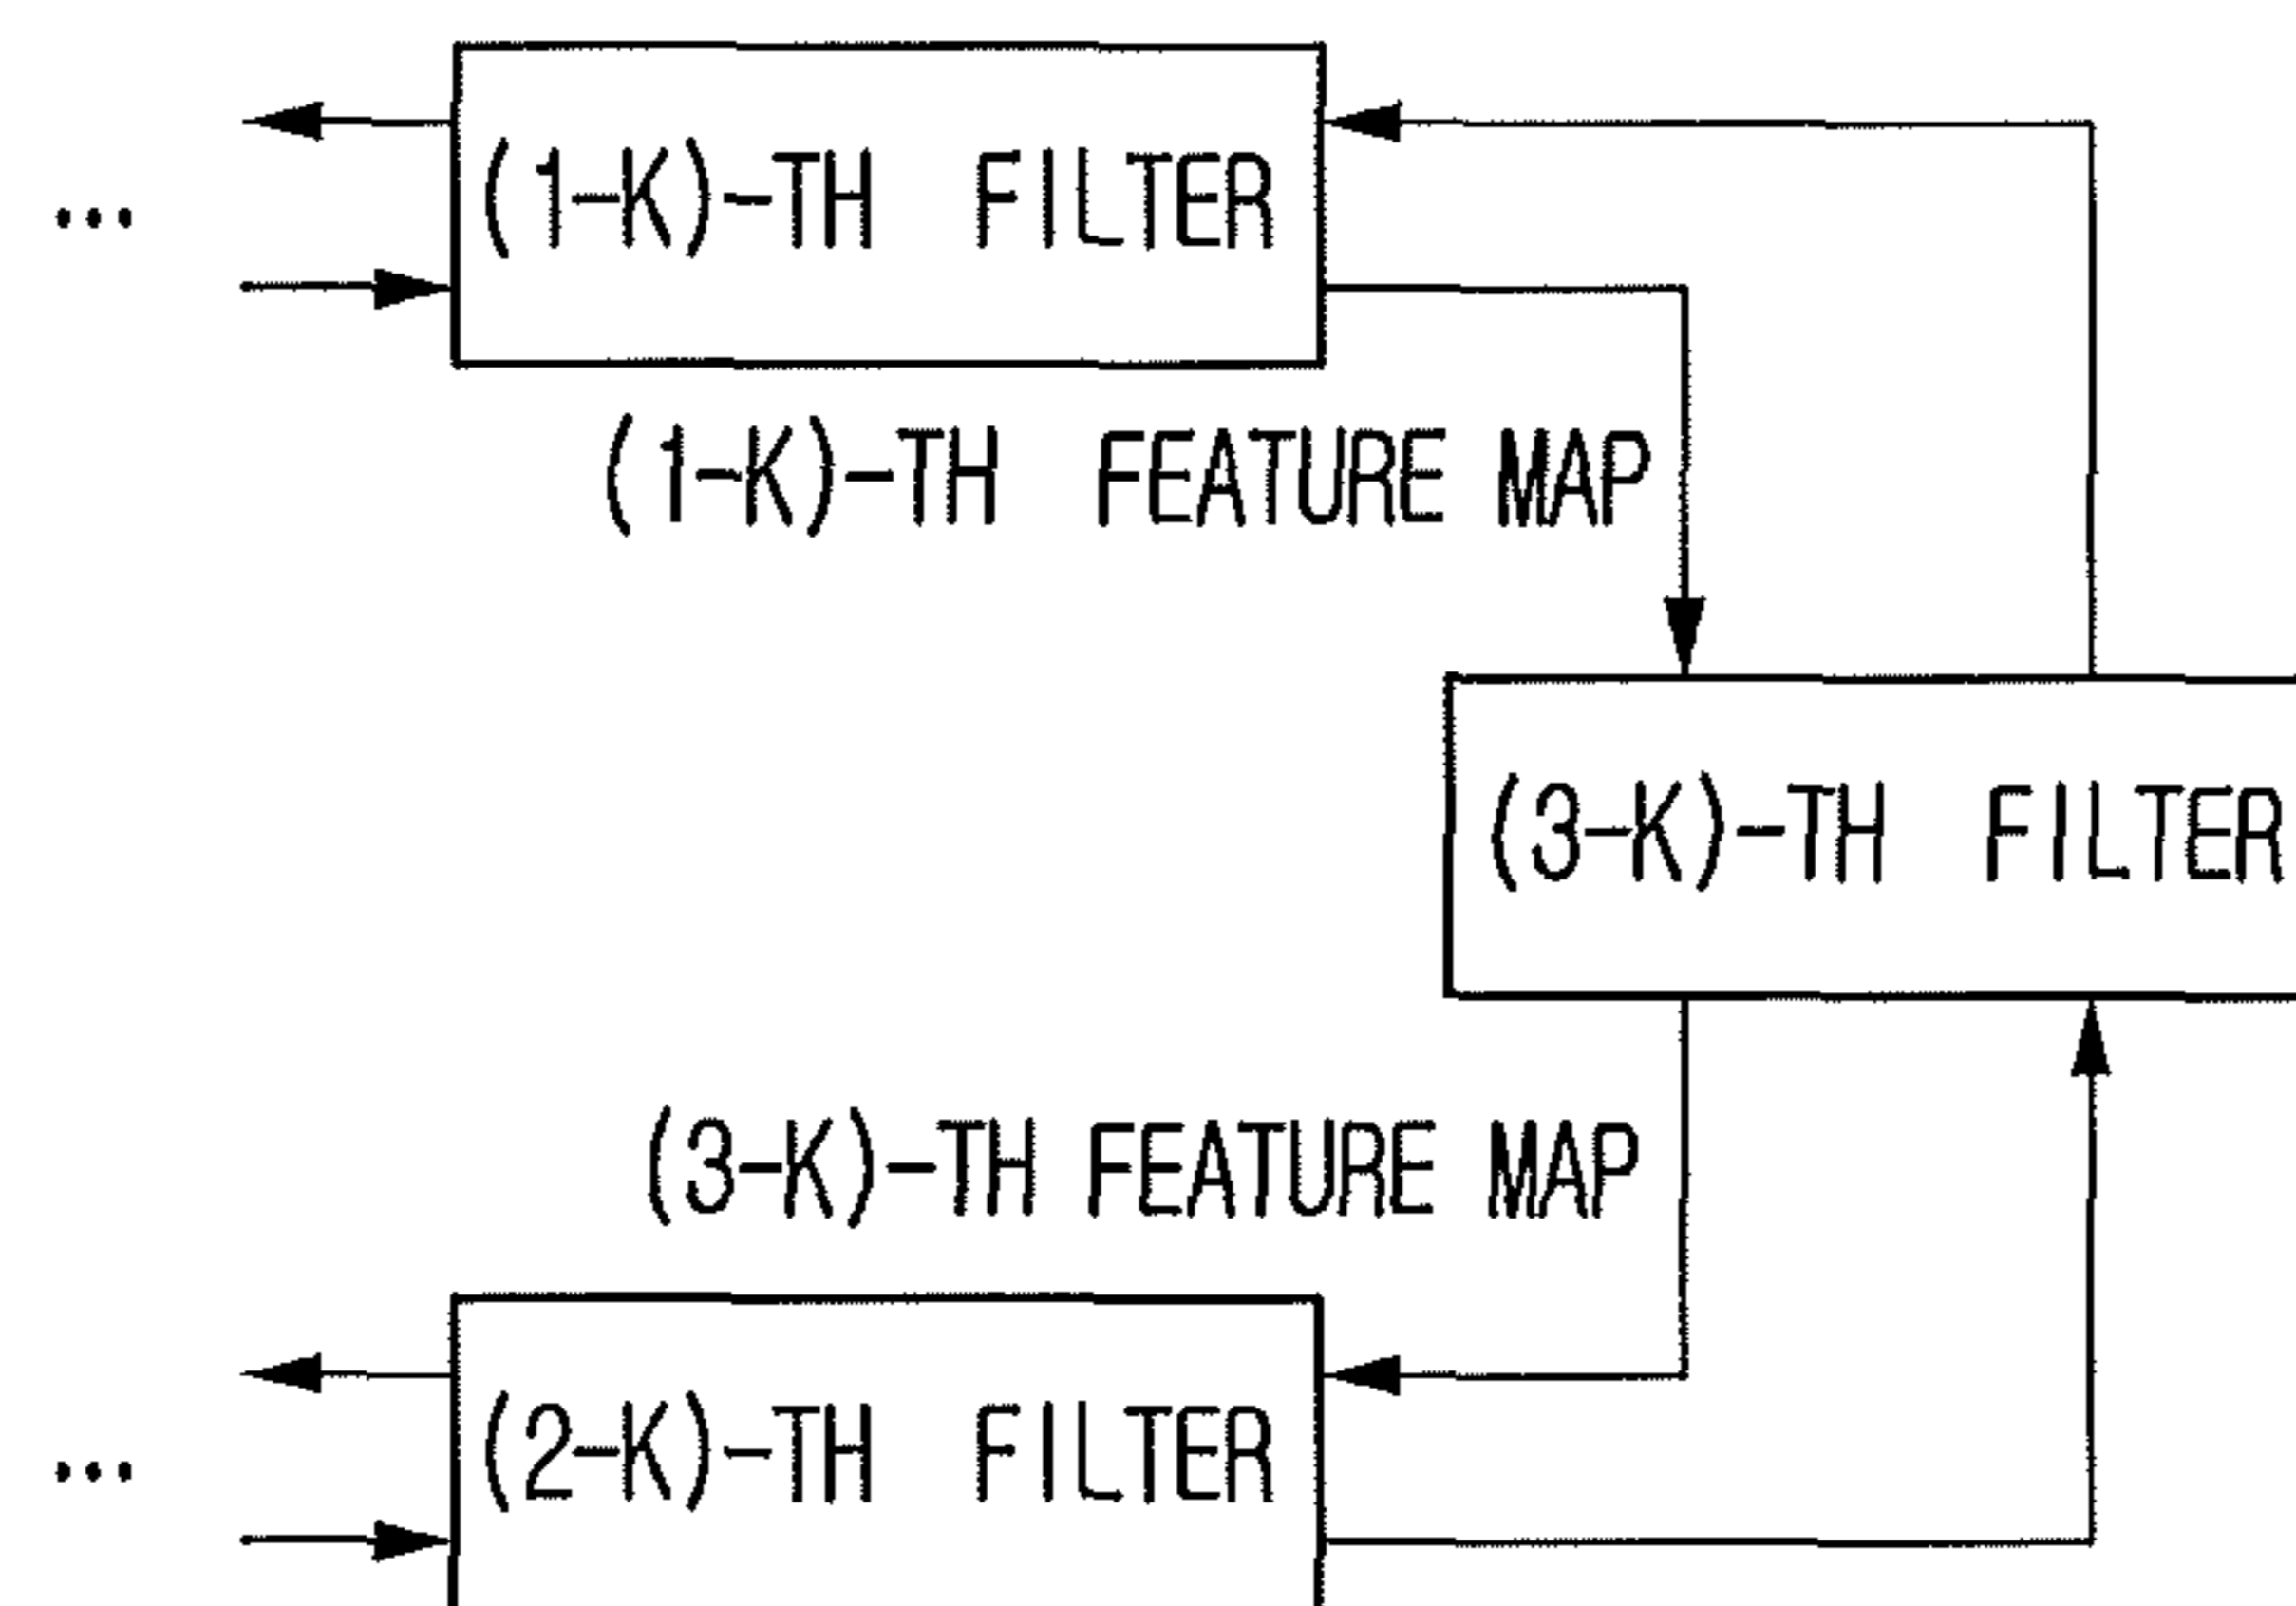 (1-K)-TH FILTER
...
(1-K)-TH FEATURE MAP
(3-K)-TH FILTER
(3-K)-TH FEATURE MAP
(2-K)-TH FILTER
...